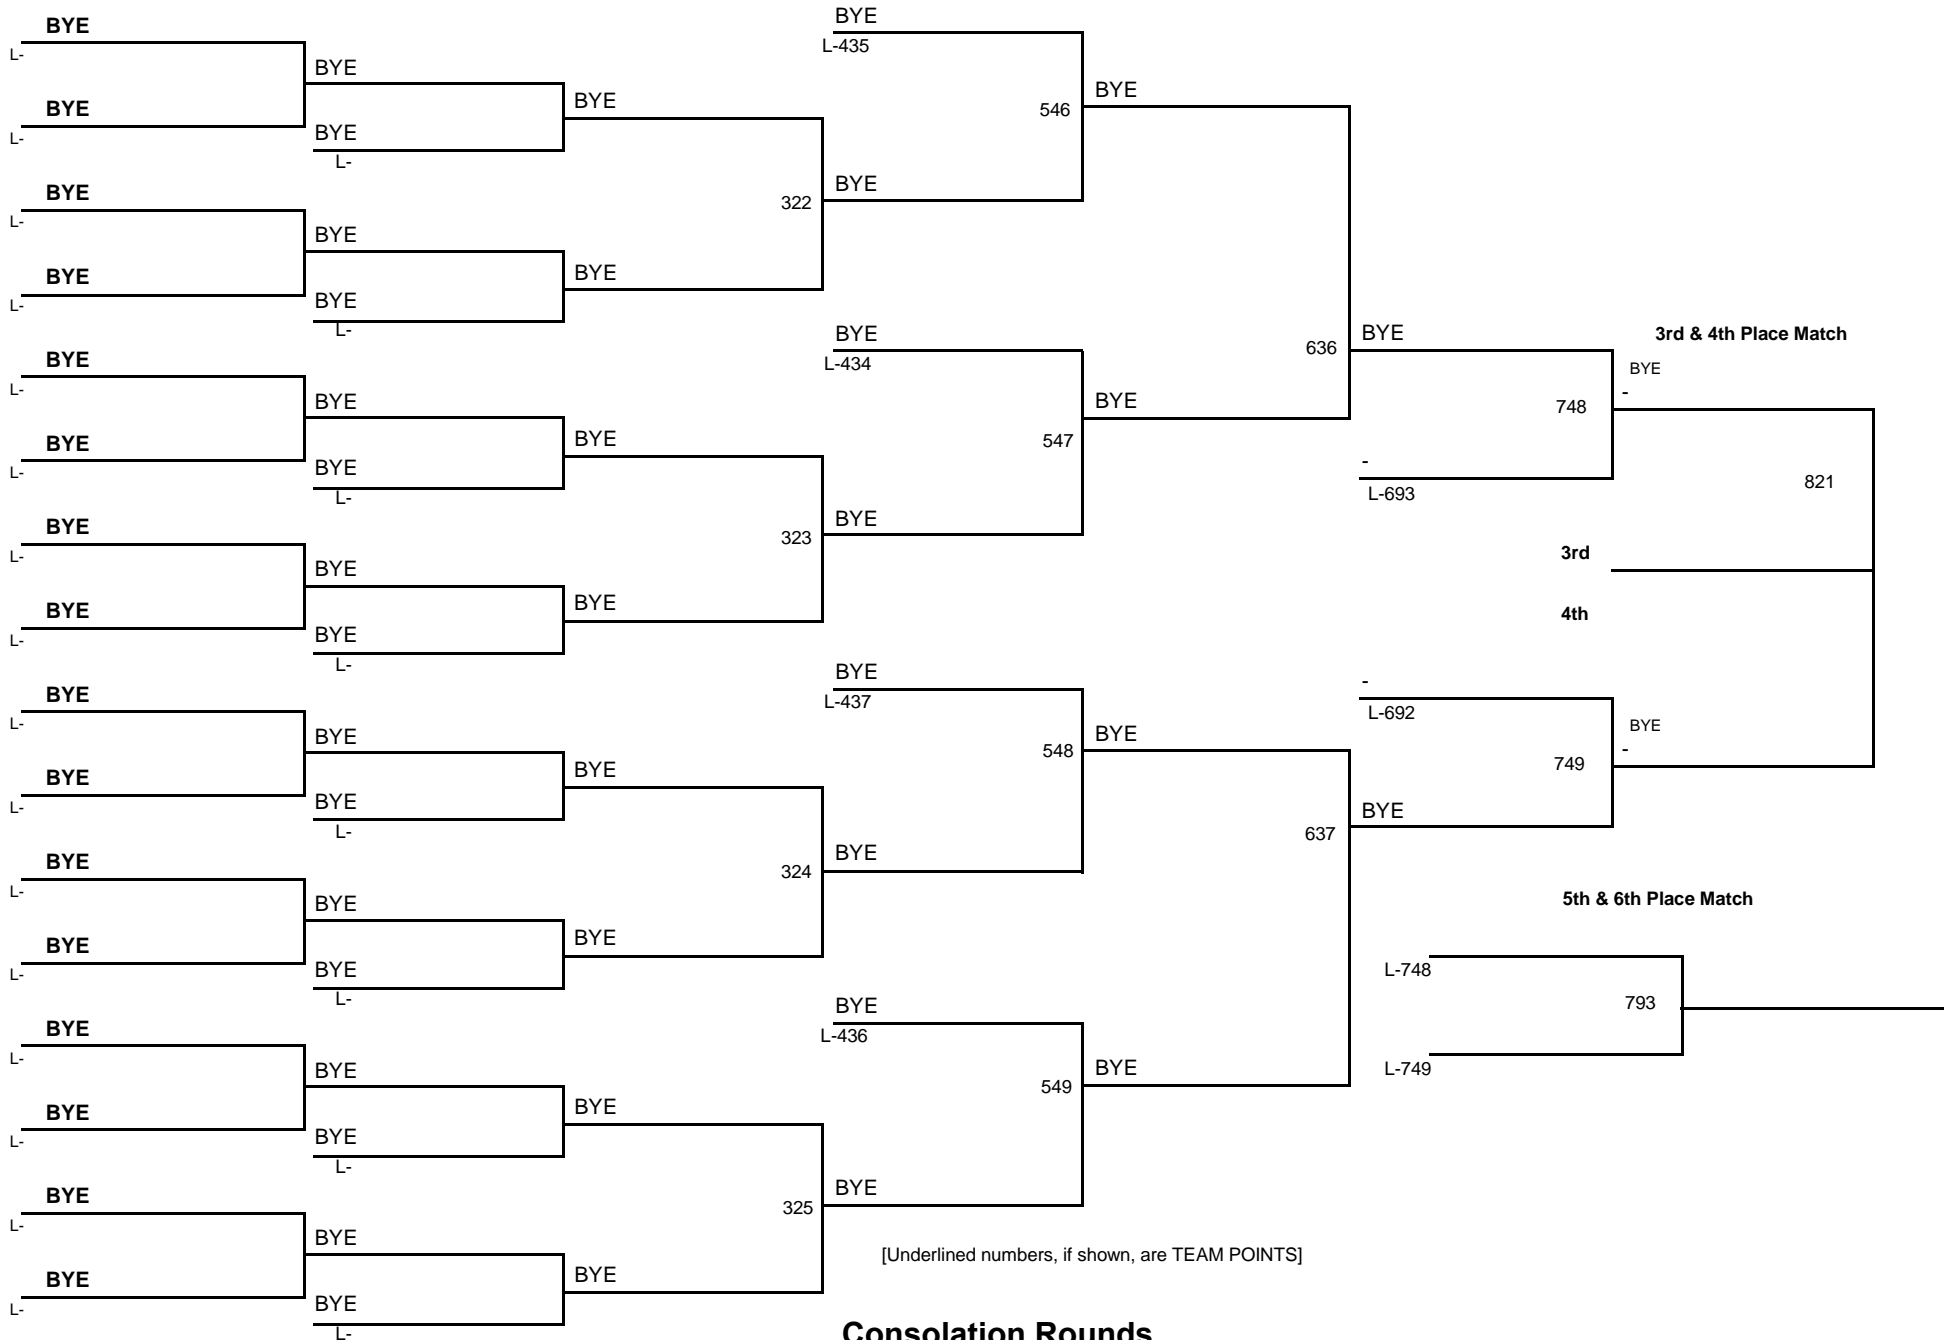 BYE
L-
BYE
L-
BYE
L-
BYE
L-
BYE
L-
BYE
L-
BYE
L-
BYE
L-
BYE
L-
BYE
L-
BYE
L-
BYE
L-
BYE
L-
BYE
L-
BYE
L-
BYE
L-
BYE
BYE
L-
BYE
BYE
L-
BYE
BYE
L-
BYE
BYE
L-
BYE
BYE
L-
BYE
BYE
L-
BYE
BYE
L-
BYE
BYE
L-
BYE
322
BYE
BYE
323
BYE
BYE
324
BYE
BYE
325
BYE
BYE
L-435
546
BYE
BYE
L-434
547
BYE
BYE
L-437
548
BYE
BYE
L-436
549
BYE
[Underlined numbers, if shown, are TEAM POINTS]
Consolation Rounds
BYE
636
BYE
BYE
637
BYE
BYE
748
-
L-693
-
L-692
749
BYE
3rd & 4th Place Match
BYE
-
821
3rd
4th
BYE
-
5th & 6th Place Match
L-748
793
L-749